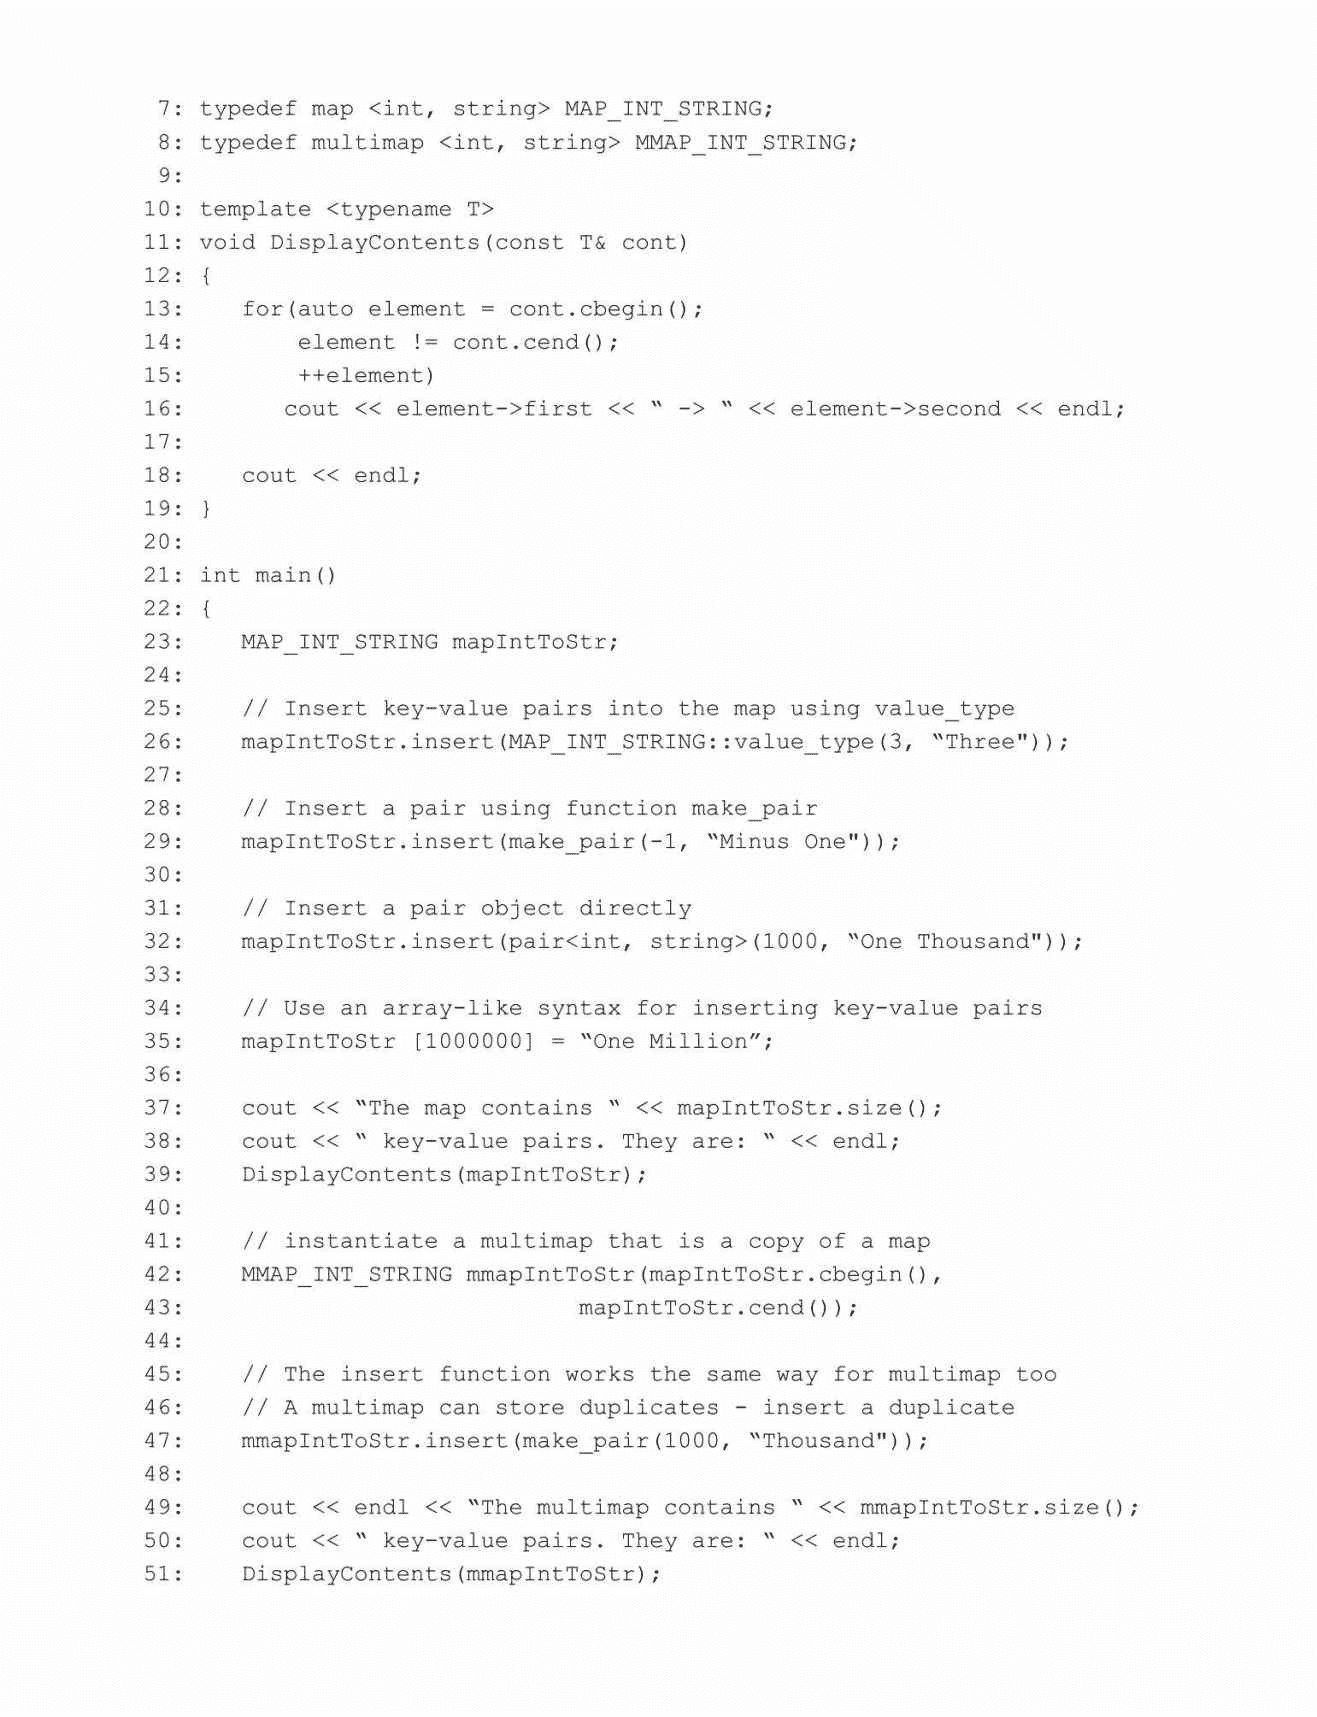 7: typedef map <int, string> MAP_INT_STRING;
8: typedef multimap <int, string> MMAP_INT_STRING;
9:
10: template <typename T>
11: void DisplayContents(const T& cont)
12: {
13:    for(auto element = cont.cbegin();
14:        element != cont.cend();
15:        ++element)
16:       cout << element->first << “ -> “ << element->second << endl;
17:
18:    cout << endl;
19: }
20:
21: int main()
22: {
23:    MAP_INT_STRING mapIntToStr;
24:
25:    // Insert key-value pairs into the map using value_type
26:    mapIntToStr.insert(MAP_INT_STRING::value_type(3, “Three"));
27:
28:    // Insert a pair using function make_pair
29:    mapIntToStr.insert(make_pair(-1, “Minus One"));
30:
31:    // Insert a pair object directly
32:    mapIntToStr.insert(pair<int, string>(1000, “One Thousand"));
33:
34:    // Use an array-like syntax for inserting key-value pairs
35:    mapIntToStr [1000000] = “One Million”;
36:
37:    cout << “The map contains “ << mapIntToStr.size();
38:    cout << “ key-value pairs. They are: “ << endl;
39:    DisplayContents(mapIntToStr);
40:
41:    // instantiate a multimap that is a copy of a map
42:    MMAP_INT_STRING mmapIntToStr(mapIntToStr.cbegin(),
43:                            mapIntToStr.cend());
44:
45:    // The insert function works the same way for multimap too
46:    // A multimap can store duplicates - insert a duplicate
47:    mmapIntToStr.insert(make_pair(1000, “Thousand"));
48:
49:    cout << endl << “The multimap contains “ << mmapIntToStr.size();
50:    cout << “ key-value pairs. They are: “ << endl;
51:    DisplayContents(mmapIntToStr);